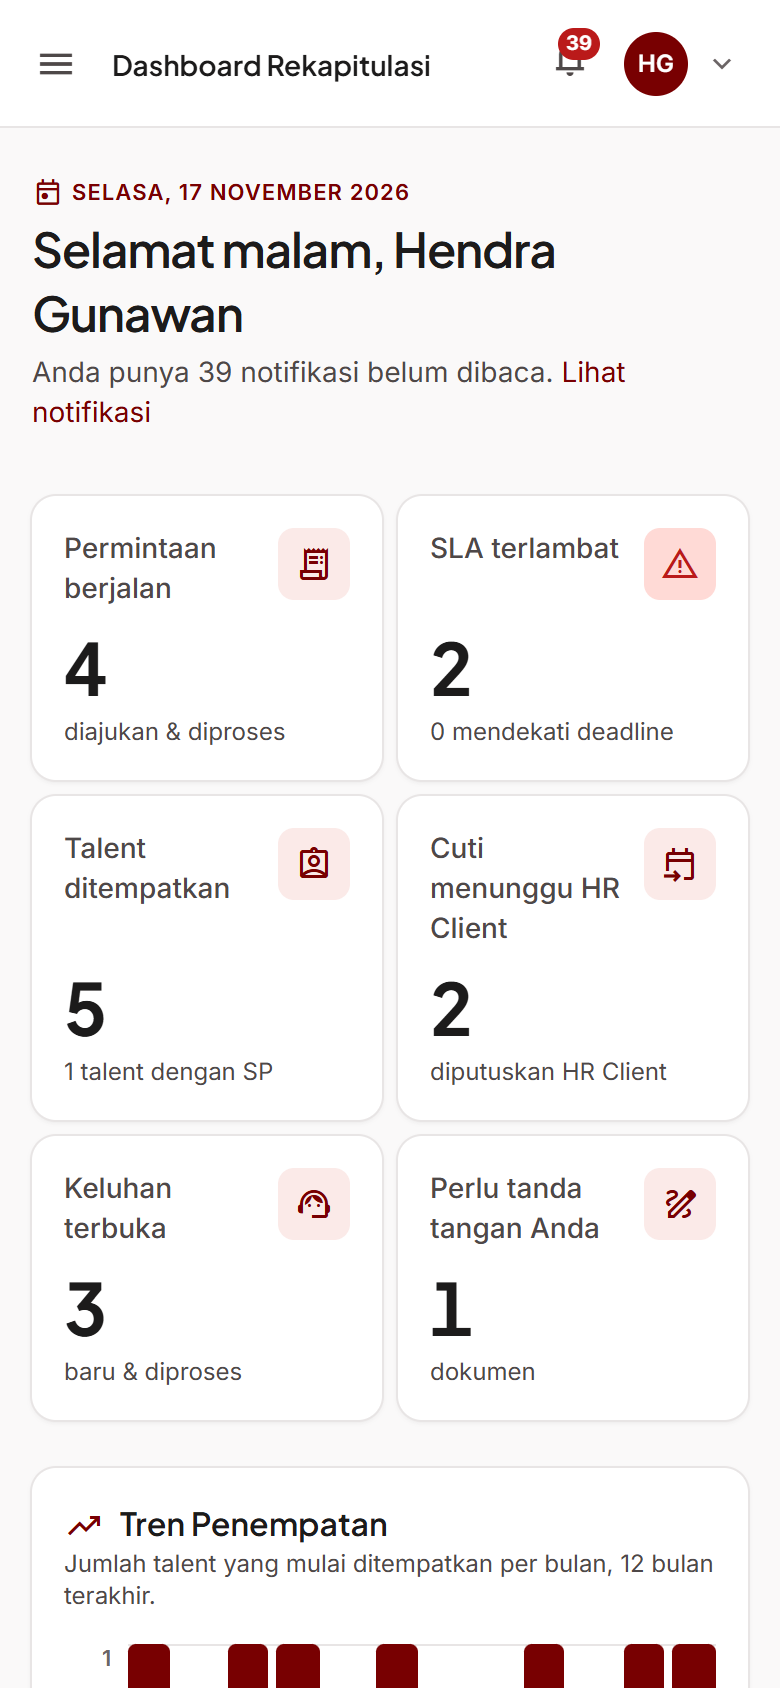 Dashboard Rekapitulasi
39
HG
SELASA, 17 NOVEMBER 2026
Selamat malam, Hendra
Gunawan
Anda punya 39 notifikasi belum dibaca. Lihat
notifikasi
Permintaan
berjalan
4
diajukan & diproses
SLA terlambat
2
0 mendekati deadline
Talent
ditempatkan
5
1 talent dengan SP
Cuti
menunggu HR
Client
2
diputuskan HR Client
Keluhan
terbuka
3
baru & diproses
Perlu tanda
tangan Anda
1
dokumen
Tren Penempatan
Jumlah talent yang mulai ditempatkan per bulan, 12 bulan
terakhir.
1